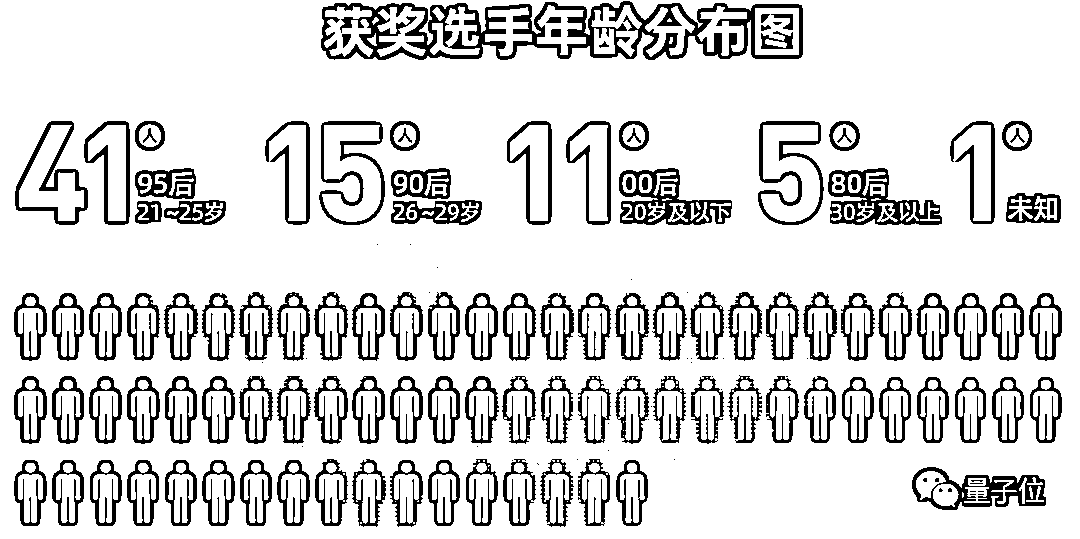 获奖选手年龄分布图
41人 95后 21~25岁
15人 90后 26~29岁
11人 00后 20岁及以下
5人 80后 30岁及以上
1人 未知
量子位